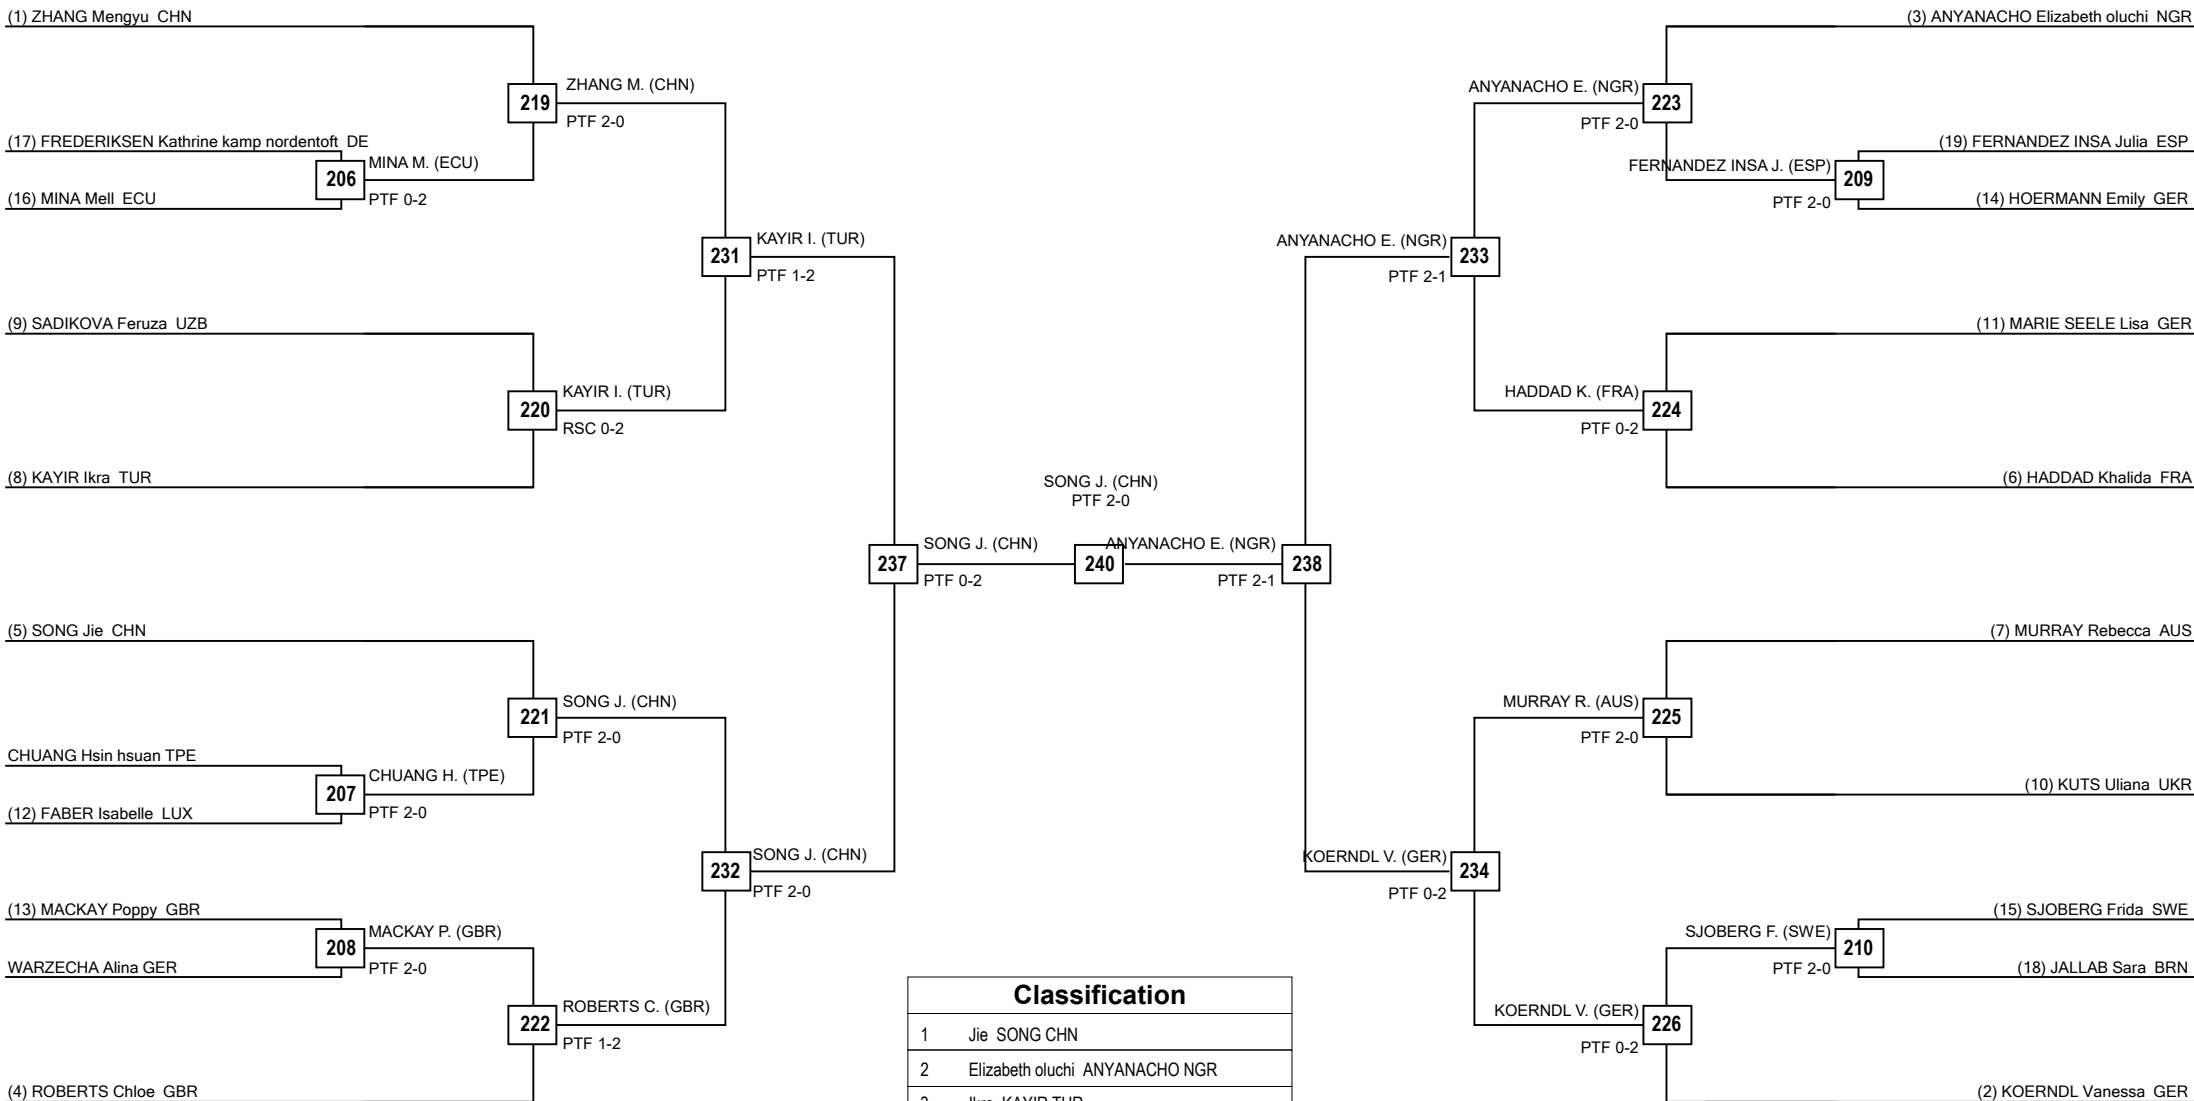 (1) ZHANG Mengyu CHN
(17) FREDERIKSEN Kathrine kamp nordentoft DE
(16) MINA Mell ECU
(9) SADIKOVA Feruza UZB
(8) KAYIR Ikra TUR
(5) SONG Jie CHN
CHUANG Hsin hsuan TPE
(12) FABER Isabelle LUX
(13) MACKAY Poppy GBR
WARZECHA Alina GER
(4) ROBERTS Chloe GBR
206
MINA M. (ECU)
PTF 0-2
207
CHUANG H. (TPE)
PTF 2-0
208
MACKAY P. (GBR)
PTF 2-0
219
ZHANG M. (CHN)
PTF 2-0
220
KAYIR I. (TUR)
RSC 0-2
221
SONG J. (CHN)
PTF 2-0
222
ROBERTS C. (GBR)
PTF 1-2
231
KAYIR I. (TUR)
PTF 1-2
232
SONG J. (CHN)
PTF 2-0
237
SONG J. (CHN)
PTF 0-2
SONG J. (CHN)
PTF 2-0
240
ANYANACHO E. (NGR)
PTF 2-1
238
ANYANACHO E. (NGR)
PTF 2-1
233
KOERNDL V. (GER)
PTF 0-2
234
ANYANACHO E. (NGR)
PTF 2-0
223
HADDAD K. (FRA)
PTF 0-2
224
MURRAY R. (AUS)
PTF 2-0
225
KOERNDL V. (GER)
PTF 0-2
226
FERNANDEZ INSA J. (ESP)
PTF 2-0
209
SJOBERG F. (SWE)
PTF 2-0
210
(3) ANYANACHO Elizabeth oluchi NGR
(19) FERNANDEZ INSA Julia ESP
(14) HOERMANN Emily GER
(11) MARIE SEELE Lisa GER
(6) HADDAD Khalida FRA
(7) MURRAY Rebecca AUS
(10) KUTS Uliana UKR
(15) SJOBERG Frida SWE
(18) JALLAB Sara BRN
(2) KOERNDL Vanessa GER
Classification
1 Jie SONG CHN
2 Elizabeth oluchi ANYANACHO NGR
3 Ikra KAYIR TUR